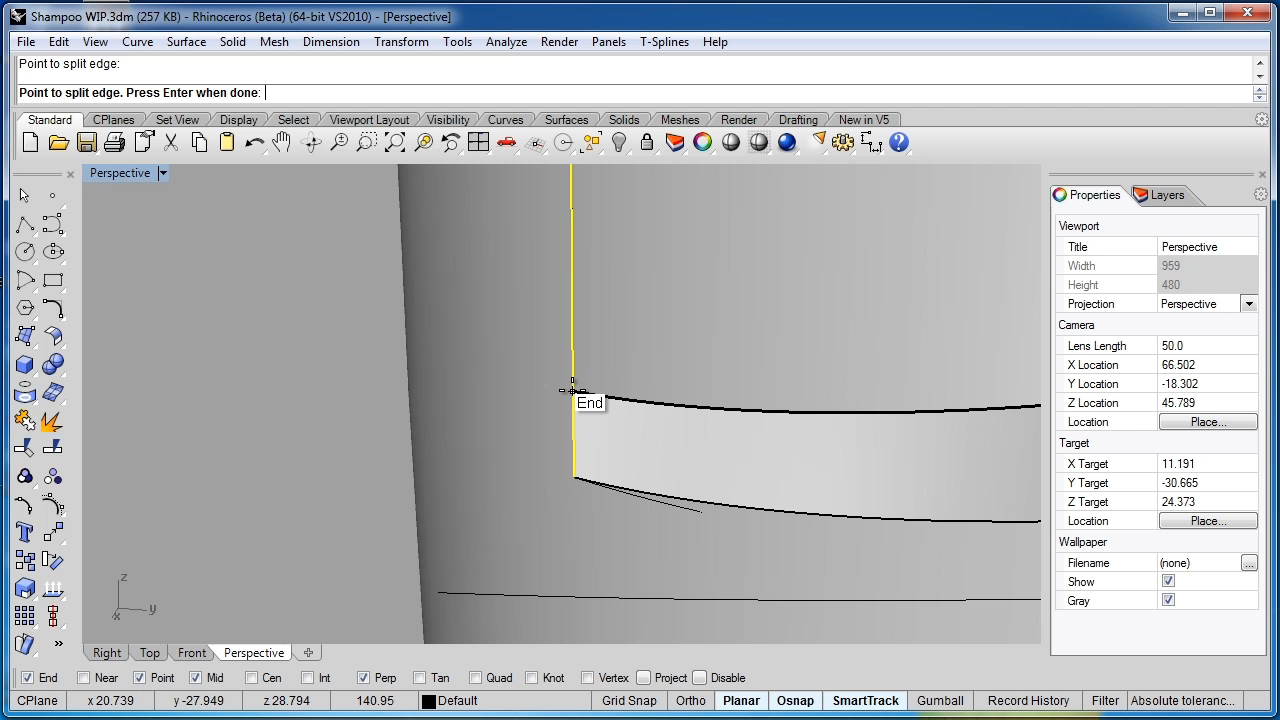 Shampoo WIP.3dm (257 KB) - Rhinoceros (Beta) (64-bit VS2010) - [Perspective]
File Edit View Curve Surface Solid Mesh Dimension Transform Tools Analyze Render Panels T-Splines Help
Point to split edge:
Point to split edge. Press Enter when done:
Standard CPlanes Set View Display Select Viewport Layout Visibility Curves Surfaces Solids Meshes Render Drafting New in V5
Perspective
Properties Layers
Viewport
Title Perspective
Width 959
Height 480
Projection Perspective
Camera
Lens Length 50.0
X Location 66.502
Y Location -18.302
Z Location 45.789
Location Place...
Target
X Target 11.191
Y Target -30.665
Z Target 24.373
Location Place...
Wallpaper
Filename (none) ...
Show
Gray
End
z
y
x
Right Top Front Perspective
End Near Point Mid Cen Int Perp Tan Quad Knot Vertex Project Disable
CPlane x 20.739 y -27.949 z 28.794 140.95 Default Grid Snap Ortho Planar Osnap SmartTrack Gumball Record History Filter Absolute toleranc...